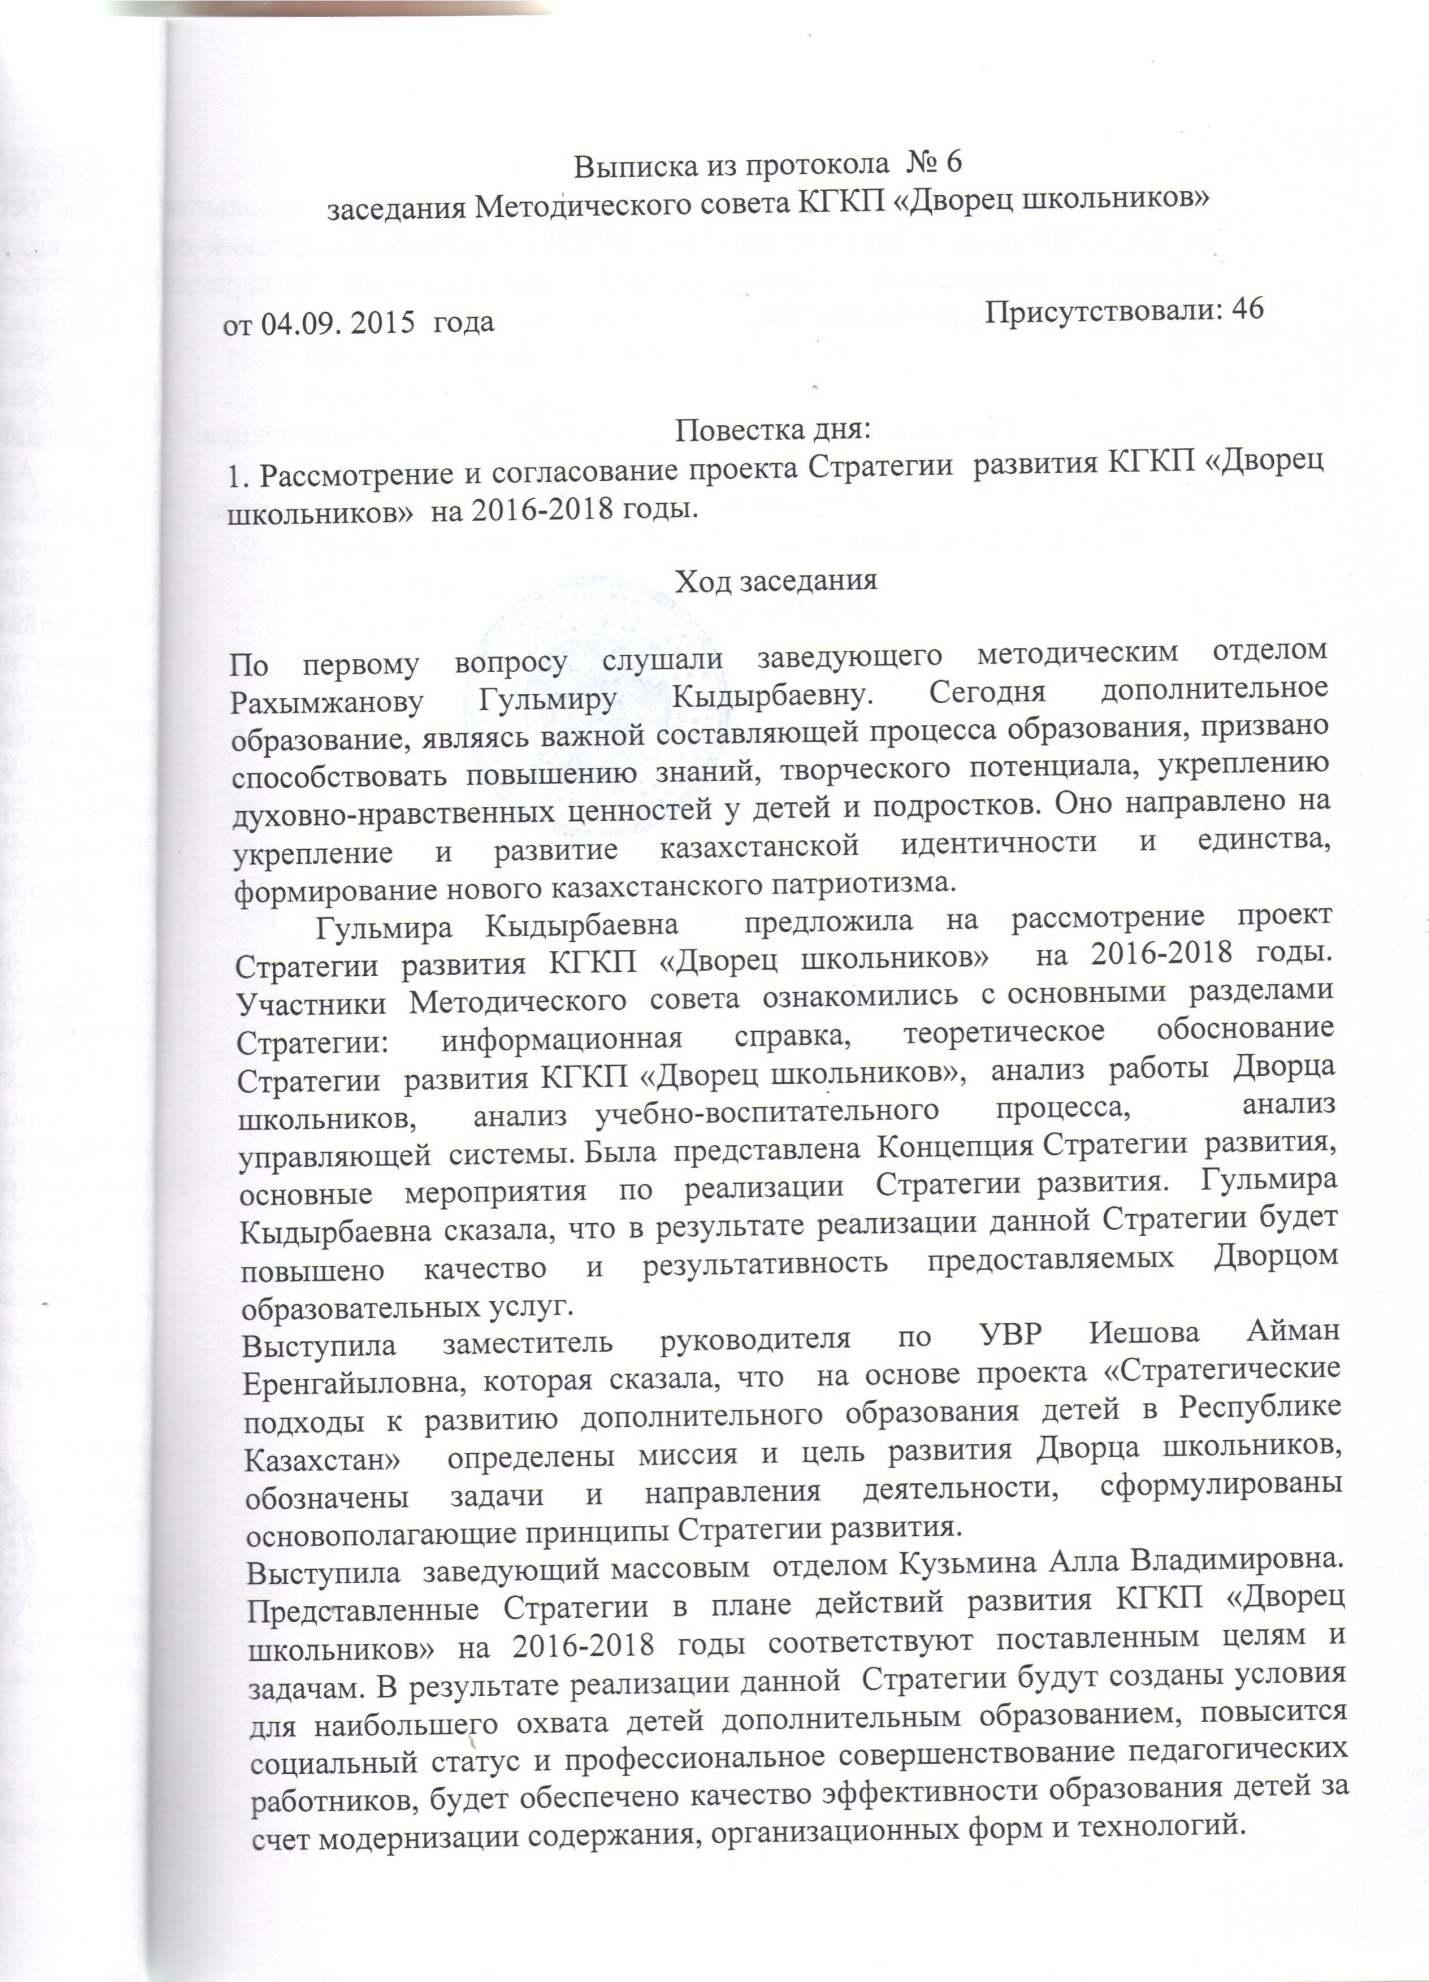 Выписка из протокола № 6
заседания Методического совета КГКП «Дворец школьников»
от 04.09. 2015 года Присутствовали: 46
Повестка дня:
1. Рассмотрение и согласование проекта Стратегии развития КГКП «Дворец
школьников» на 2016-2018 годы.
Ход заседания
По первому вопросу слушали заведующего методическим отделом
Рахымжанову Гульмиру Кыдырбаевну. Сегодня дополнительное
образование, являясь важной составляющей процесса образования, призвано
способствовать повышению знаний, творческого потенциала, укреплению
духовно-нравственных ценностей у детей и подростков. Оно направлено на
укрепление и развитие казахстанской идентичности и единства,
формирование нового казахстанского патриотизма.
Гульмира Кыдырбаевна предложила на рассмотрение проект
Стратегии развития КГКП «Дворец школьников» на 2016-2018 годы.
Участники Методического совета ознакомились с основными разделами
Стратегии: информационная справка, теоретическое обоснование
Стратегии развития КГКП «Дворец школьников», анализ работы Дворца
школьников, анализ учебно-воспитательного процесса, анализ
управляющей системы. Была представлена Концепция Стратегии развития,
основные мероприятия по реализации Стратегии развития. Гульмира
Кыдырбаевна сказала, что в результате реализации данной Стратегии будет
повышено качество и результативность предоставляемых Дворцом
образовательных услуг.
Выступила заместитель руководителя по УВР Иешова Айман
Еренгайыловна, которая сказала, что на основе проекта «Стратегические
подходы к развитию дополнительного образования детей в Республике
Казахстан» определены миссия и цель развития Дворца школьников,
обозначены задачи и направления деятельности, сформулированы
основополагающие принципы Стратегии развития.
Выступила заведующий массовым отделом Кузьмина Алла Владимировна.
Представленные Стратегии в плане действий развития КГКП «Дворец
школьников» на 2016-2018 годы соответствуют поставленным целям и
задачам. В результате реализации данной Стратегии будут созданы условия
для наибольшего охвата детей дополнительным образованием, повысится
социальный статус и профессиональное совершенствование педагогических
работников, будет обеспечено качество эффективности образования детей за
счет модернизации содержания, организационных форм и технологий.